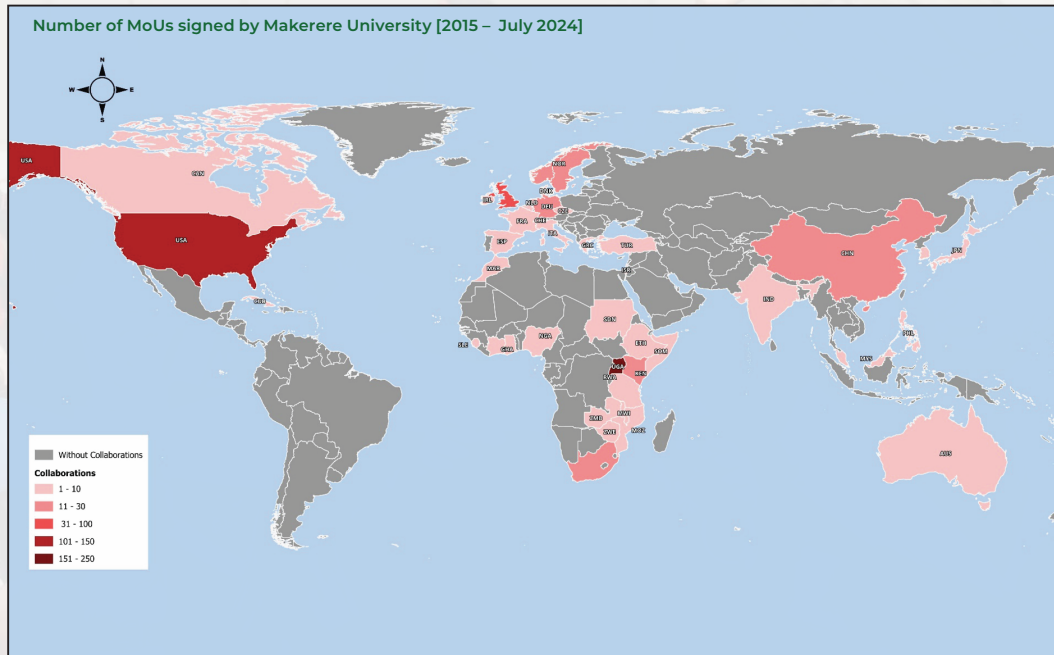 Number of MoUs signed by Makerere University [2015 – July 2024]
N
W E
S
USA
CAN
USA
CUB
NOR
DNK
IRL
NLD
DEU
CZE
FRA
CHE
ITA
ESP
GRC
TUR
MAR
ISR
CHN
JPN
IND
SDN
NGA
SLE
GHA
ETH
SOM
UGA
KEN
RWA
PHL
MYS
MWI
ZMB
ZWE
MOZ
AUS
Without Collaborations
Collaborations
1 - 10
11 - 30
31 - 100
101 - 150
151 - 250